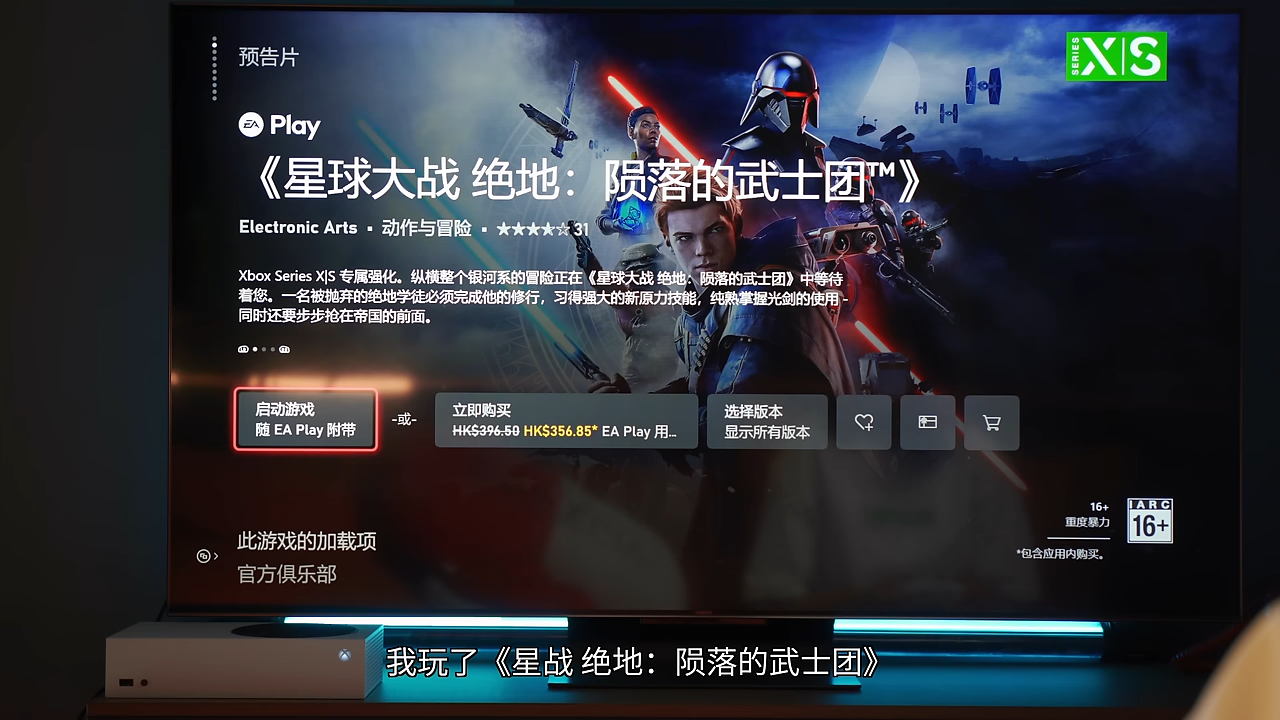 预告片
SERIES X|S
EA Play
《星球大战 绝地：陨落的武士团™》
Electronic Arts ▪ 动作与冒险 ▪ ★★★★☆ 31
Xbox Series X|S 专属强化。纵横整个银河系的冒险正在《星球大战 绝地：陨落的武士团》中等待
着您。一名被抛弃的绝地学徒必须完成他的修行，习得强大的新原力技能，纯熟掌握光剑的使用 -
同时还要步步抢在帝国的前面。
启动游戏
随 EA Play 附带
-或-
立即购买
HK$396.50 HK$356.85* EA Play 用...
选择版本
显示所有版本
16+
重度暴力
*包含应用内购买。
IARC
16+
此游戏的加载项
官方俱乐部
我玩了《星战 绝地：陨落的武士团》